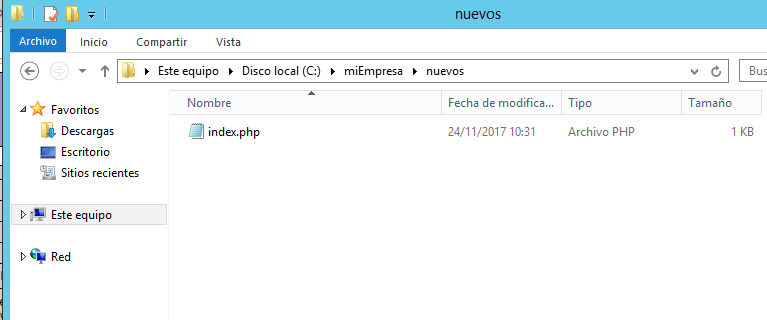 nuevos
Archivo Inicio Compartir Vista
Este equipo Disco local (C:) miEmpresa nuevos Bus
Nombre Fecha de modifica... Tipo Tamaño
Favoritos
index.php 24/11/2017 10:31 Archivo PHP 1 KB
Descargas
Escritorio
Sitios recientes
Este equipo
Red